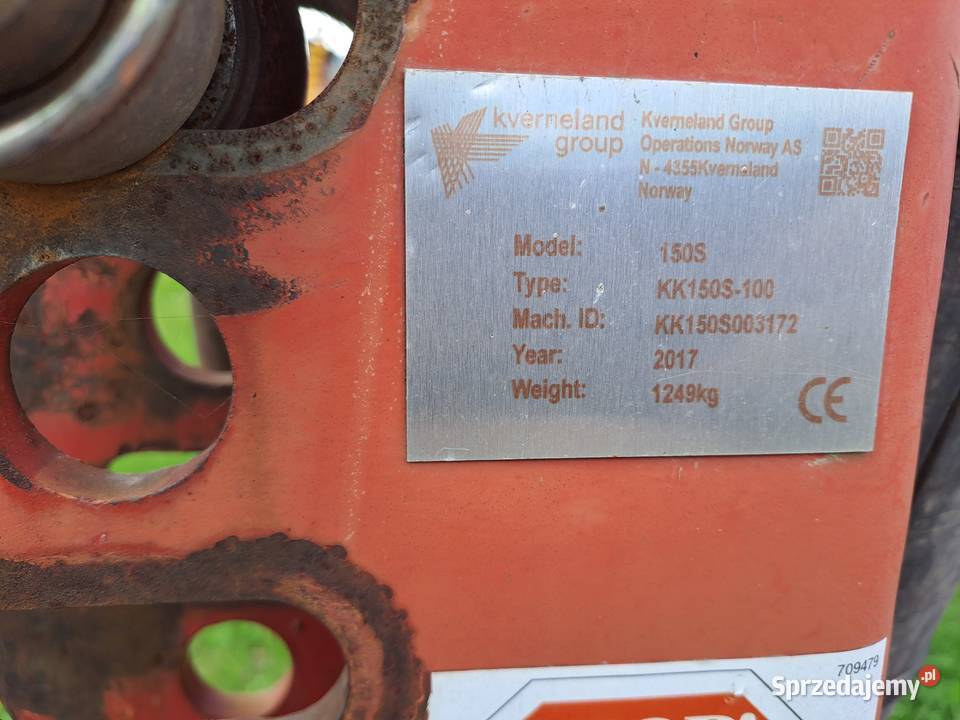 kverneland
group
Kverneland Group
Operations Norway AS
N - 4355Kvernaland
Norway
Model: 150S
Type: KK150S-100
Mach. ID: KK150S003172
Year: 2017
Weight: 1249kg
CE
709479
Sprzedajemy.pl